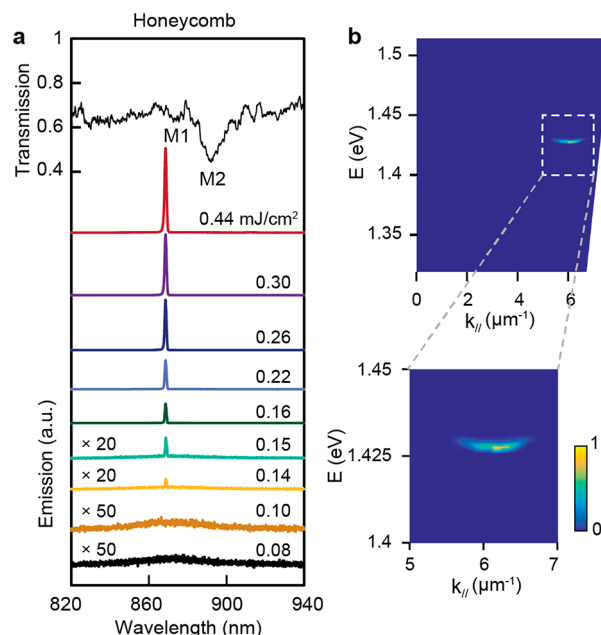 Honeycomb
a
Transmission
1
0.8
0.6
0.4
M1
M2
0.44 mJ/cm²
0.30
0.26
0.22
0.16
× 20 0.15
× 20 0.14
× 50 0.10
× 50 0.08
Emission (a.u.)
820 860 900 940
Wavelength (nm)
b
E (eV)
1.5
1.45
1.4
1.35
0 2 4 6
k// (µm⁻¹)
E (eV)
1.45
1.425
1.4
5 6 7
k// (µm⁻¹)
1
0